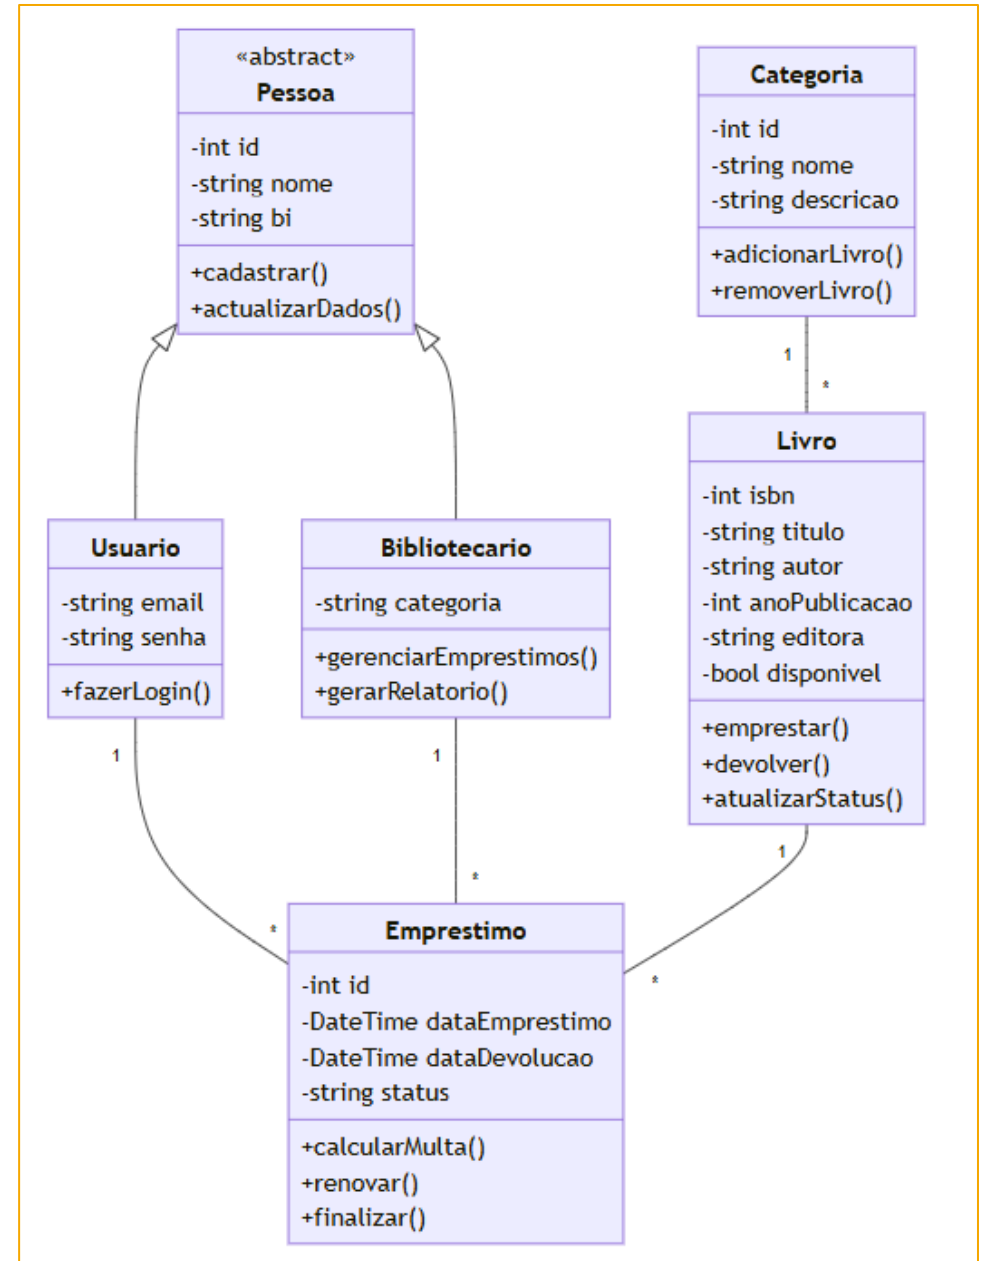 «abstract»
Pessoa
-int id
-string nome
-string bi
+cadastrar()
+actualizarDados()
Categoria
-int id
-string nome
-string descricao
+adicionarLivro()
+removerLivro()
1
*
Livro
-int isbn
-string titulo
-string autor
-int anoPublicacao
-string editora
-bool disponivel
+emprestar()
+devolver()
+atualizarStatus()
Usuario
-string email
-string senha
+fazerLogin()
Bibliotecario
-string categoria
+gerenciarEmprestimos()
+gerarRelatorio()
1
1
1
*
*
*
Emprestimo
-int id
-DateTime dataEmprestimo
-DateTime dataDevolucao
-string status
+calcularMulta()
+renovar()
+finalizar()